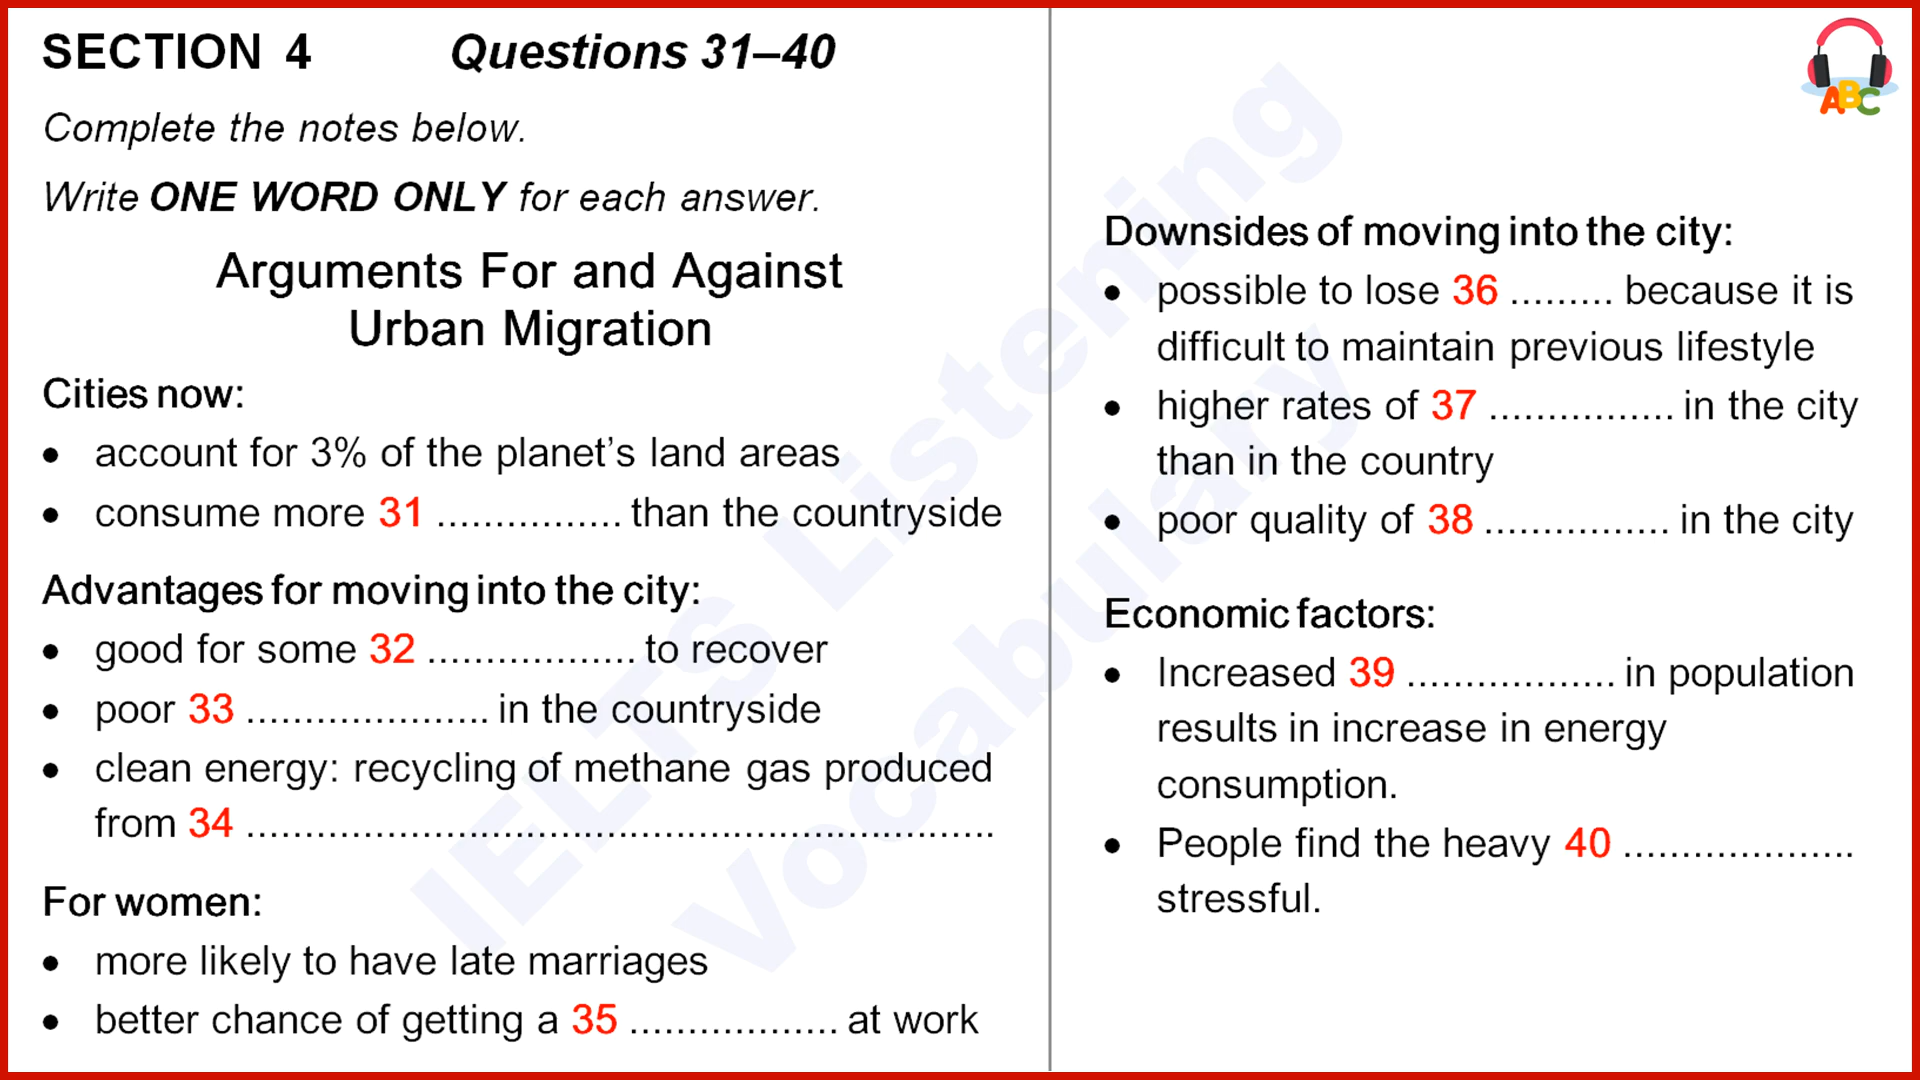 SECTION 4 Questions 31–40
Complete the notes below.
Write ONE WORD ONLY for each answer.
Arguments For and Against
Urban Migration
Cities now:
• account for 3% of the planet’s land areas
• consume more 31 ................ than the countryside
Advantages for moving into the city:
• good for some 32 .................. to recover
• poor 33 ..................... in the countryside
• clean energy: recycling of methane gas produced
from 34 ................................................................
For women:
• more likely to have late marriages
• better chance of getting a 35 .................. at work
ABC
Downsides of moving into the city:
• possible to lose 36 ......... because it is
difficult to maintain previous lifestyle
• higher rates of 37 ................ in the city
than in the country
• poor quality of 38 ................ in the city
Economic factors:
• Increased 39 .................. in population
results in increase in energy
consumption.
• People find the heavy 40 ....................
stressful.
IELTS Listening
Vocabulary